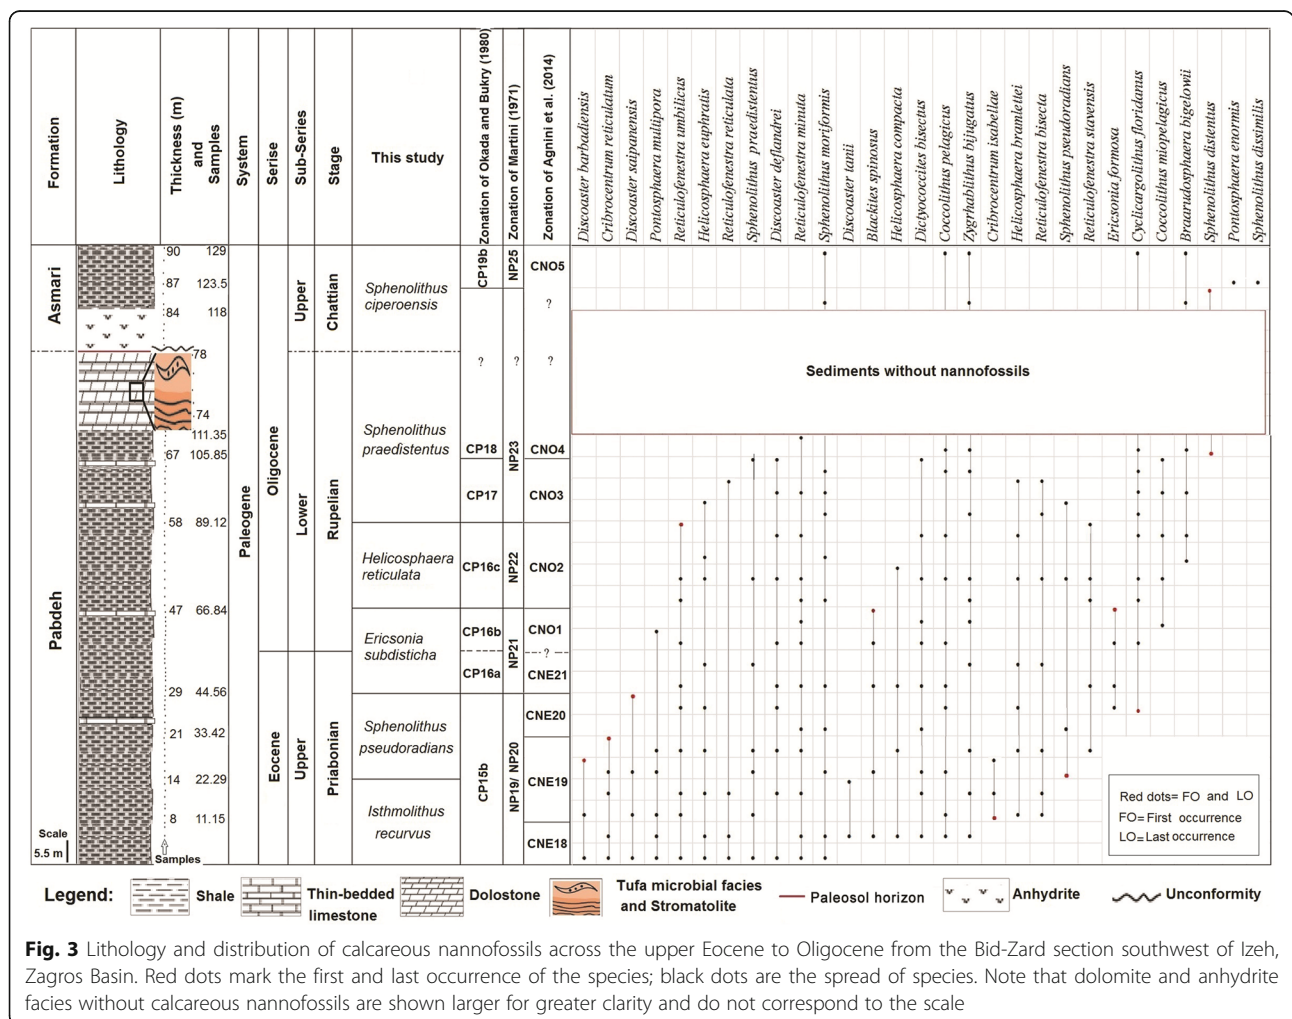 Formation
Lithology
Thickness (m)
and
Samples
System
Serise
Sub-Series
Stage
This study
Zonation of Okada and Bukry (1980)
Zonation of Martini (1971)
Zonation of Agnini et al. (2014)
Discoaster barbadiensis
Cribrocentrum reticulatum
Discoaster saipanensis
Pontosphaera multipora
Reticulofenestra umbilicus
Helicosphaera euphratis
Reticulofenestra reticulata
Sphenolithus praedistentus
Discoaster deflandrei
Reticulofenestra minuta
Sphenolithus moriformis
Discoaster tanii
Blackites spinosus
Helicosphaera compacta
Dictyococcites bisectus
Coccolithus pelagicus
Zygrhablithus bijugatus
Cribrocentrum isabellae
Helicosphaera bramlettei
Reticulofenestra bisecta
Sphenolithus pseudoradians
Reticulofenestra stavensis
Ericsonia formosa
Cyclicargolithus floridanus
Coccolithus miopelagicus
Braarudosphaera bigelowii
Sphenolithus distentus
Pontosphaera enormis
Sphenolithus dissimilis
Asmari
Pabdeh
90 129
87 123.5
84 118
78
74
111.35
67 105.85
58 89.12
47 66.84
29 44.56
21 33.42
14 22.29
8 11.15
Scale
5.5 m
Samples
Paleogene
Oligocene
Eocene
Upper
Lower
Upper
Chattian
Rupelian
Priabonian
Sphenolithus
ciperoensis
Sphenolithus
praedistentus
Helicosphaera
reticulata
Ericsonia
subdisticha
Sphenolithus
pseudoradians
Isthmolithus
recurvus
CP19b
?
CP18
CP17
CP16c
CP16b
CP16a
CP15b
NP25
?
NP23
NP22
NP21
NP19/ NP20
CNO5
?
?
CNO4
CNO3
CNO2
CNO1
?
CNE21
CNE20
CNE19
CNE18
Sediments without nannofossils
Red dots= FO and LO
FO=First occurrence
LO=Last occurrence
Legend:
Shale
Thin-bedded
limestone
Dolostone
Tufa microbial facies
and Stromatolite
Paleosol horizon
Anhydrite
Unconformity
Fig. 3 Lithology and distribution of calcareous nannofossils across the upper Eocene to Oligocene from the Bid-Zard section southwest of Izeh,
Zagros Basin. Red dots mark the first and last occurrence of the species; black dots are the spread of species. Note that dolomite and anhydrite
facies without calcareous nannofossils are shown larger for greater clarity and do not correspond to the scale